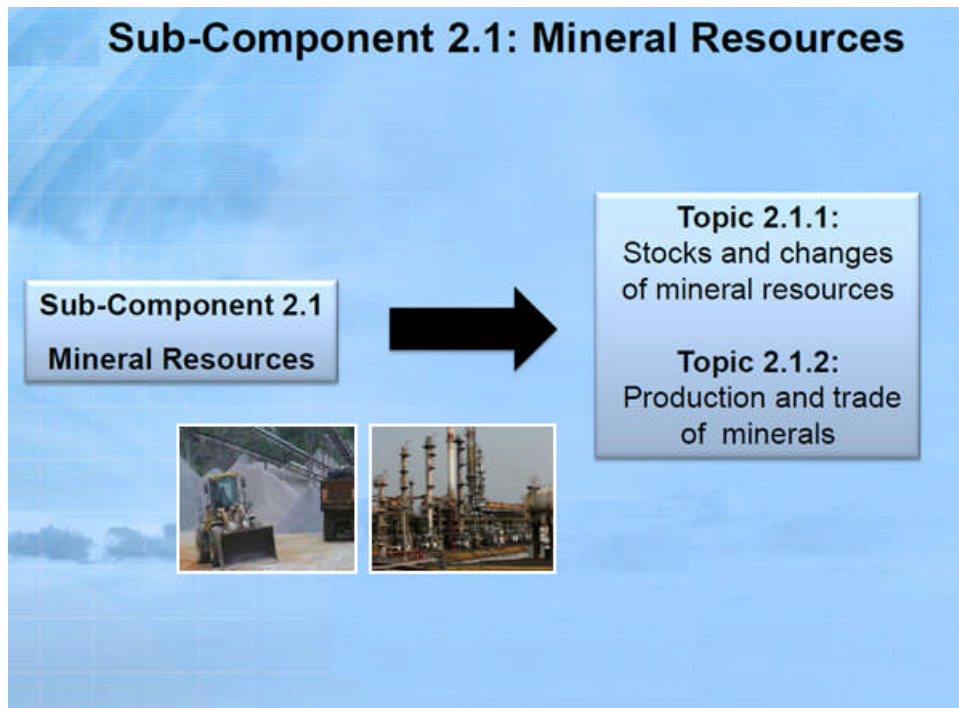 Sub-Component 2.1: Mineral Resources
Sub-Component 2.1
Mineral Resources
Topic 2.1.1:
Stocks and changes
of mineral resources
Topic 2.1.2:
Production and trade
of minerals